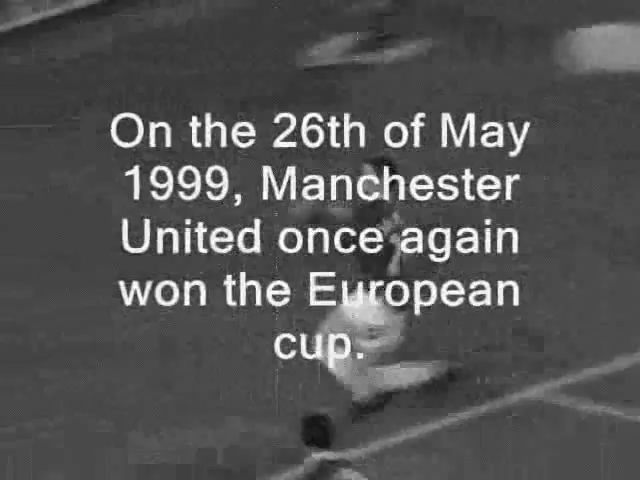 On the 26th of May
1999, Manchester
United once again
won the European
cup.